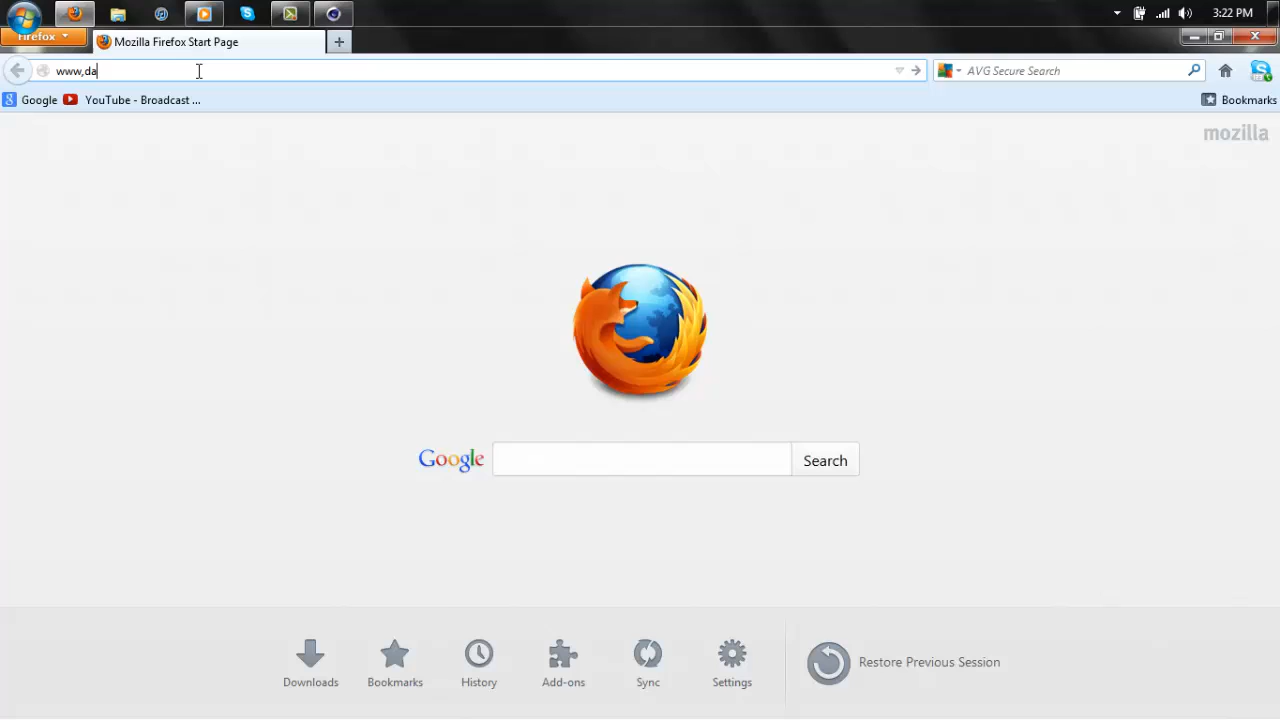 3:22 PM
Firefox
Mozilla Firefox Start Page
www,da
AVG Secure Search
Google
YouTube - Broadcast ...
Bookmarks
mozilla
Google
Search
Downloads
Bookmarks
History
Add-ons
Sync
Settings
Restore Previous Session